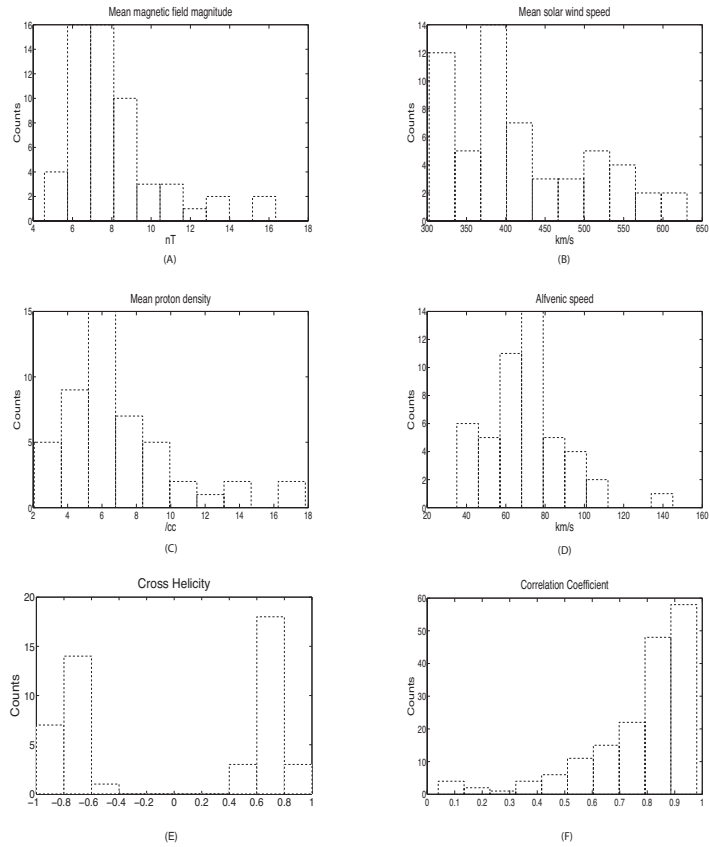 Mean magnetic field magnitude
16
14
12
10
8
6
4
2
0
Counts
4 6 8 10 12 14 16 18
nT
(A)
Mean solar wind speed
14
12
10
8
6
4
2
0
Counts
300 350 400 450 500 550 600 650
km/s
(B)
Mean proton density
15
10
5
0
Counts
2 4 6 8 10 12 14 16 18
/cc
(C)
Alfvenic speed
14
12
10
8
6
4
2
0
Counts
20 40 60 80 100 120 140 160
km/s
(D)
Cross Helicity
20
15
10
5
0
Counts
−1 −0.8 −0.6 −0.4 −0.2 0 0.2 0.4 0.6 0.8 1
(E)
Correlation Coefficient
60
50
40
30
20
10
0
Counts
0 0.1 0.2 0.3 0.4 0.5 0.6 0.7 0.8 0.9 1
(F)